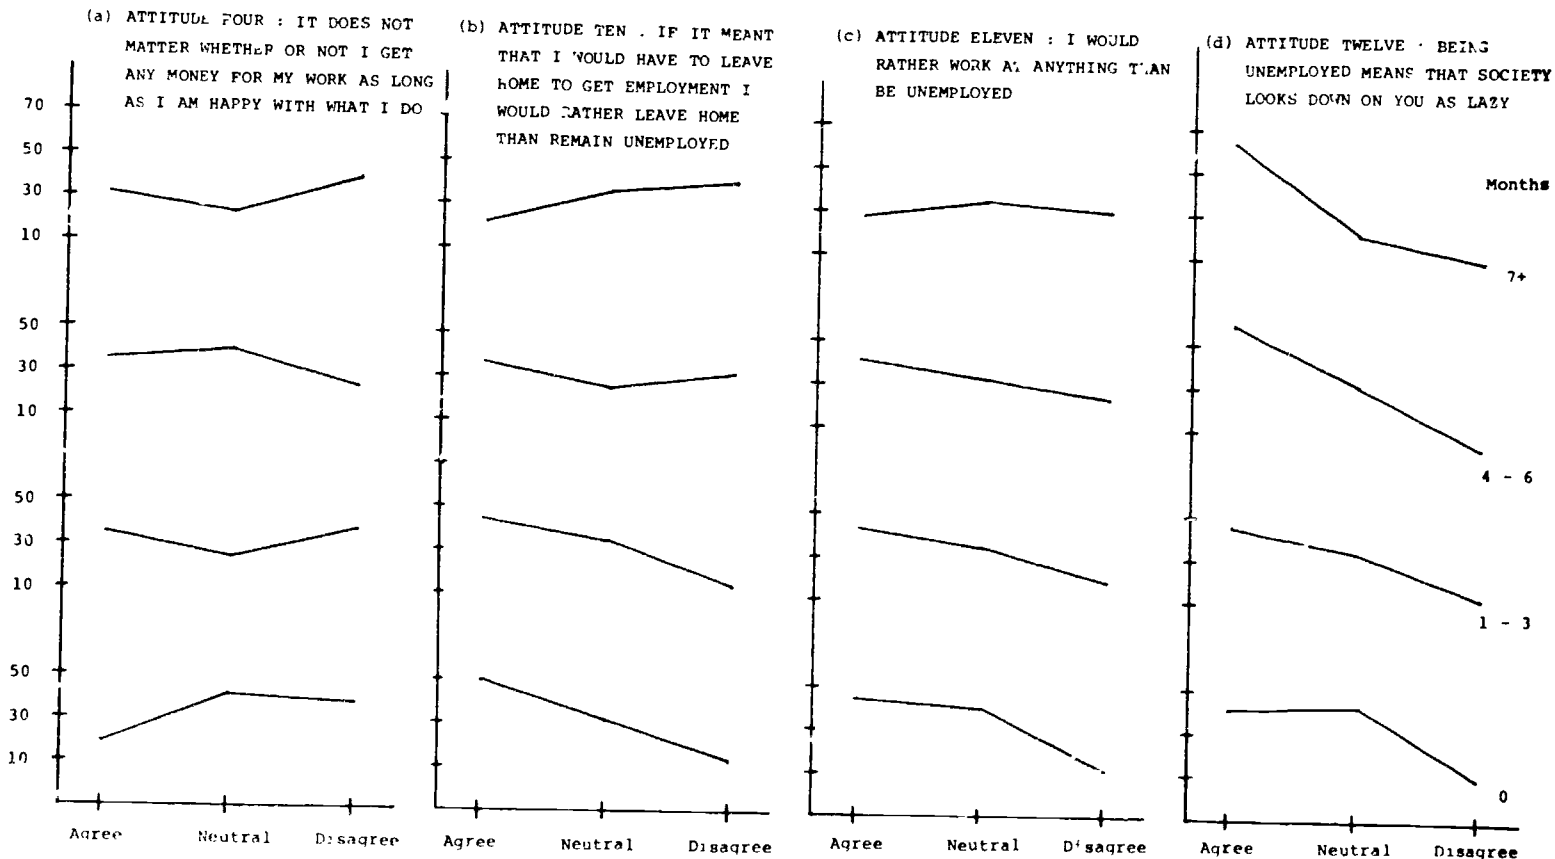 (a) ATTITUDE FOUR : IT DOES NOT
MATTER WHETHER OR NOT I GET
ANY MONEY FOR MY WORK AS LONG
AS I AM HAPPY WITH WHAT I DO
(b) ATTITUDE TEN . IF IT MEANT
THAT I WOULD HAVE TO LEAVE
HOME TO GET EMPLOYMENT I
WOULD RATHER LEAVE HOME
THAN REMAIN UNEMPLOYED
(c) ATTITUDE ELEVEN : I WOULD
RATHER WORK AT ANYTHING THAN
BE UNEMPLOYED
(d) ATTITUDE TWELVE · BEING
UNEMPLOYED MEANS THAT SOCIETY
LOOKS DOWN ON YOU AS LAZY
Months
70
50
30
10
7+
50
30
10
4 - 6
50
30
10
1 - 3
50
30
10
0
Agree Neutral Disagree
Agree Neutral Disagree
Agree Neutral Disagree
Agree Neutral Disagree